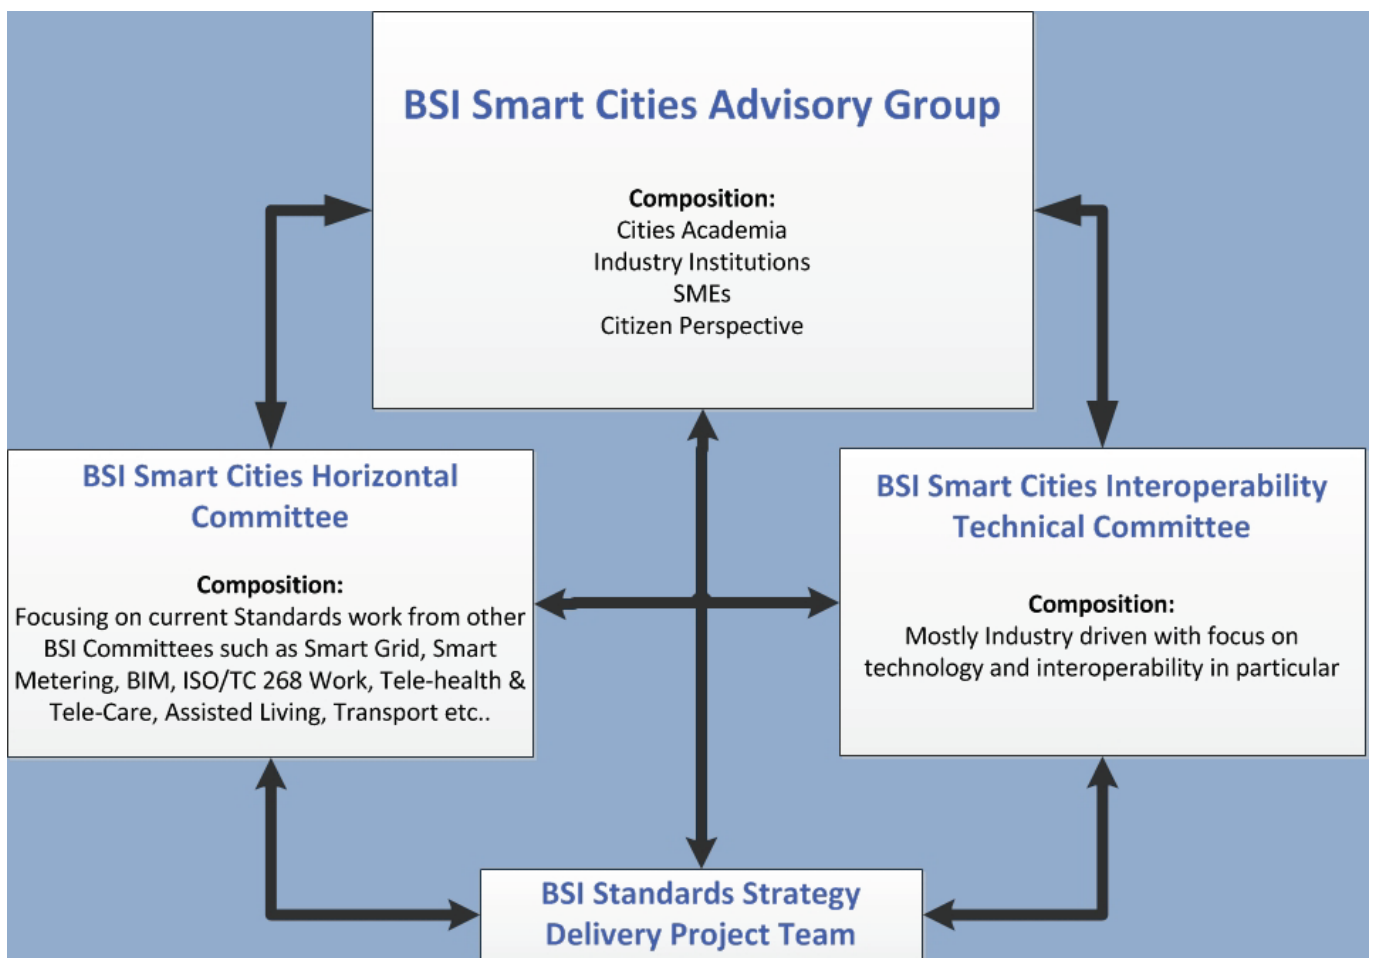 BSI Smart Cities Advisory Group
Composition:
Cities Academia
Industry Institutions
SMEs
Citizen Perspective
BSI Smart Cities Horizontal
Committee
Composition:
Focusing on current Standards work from other
BSI Committees such as Smart Grid, Smart
Metering, BIM, ISO/TC 268 Work, Tele-health &
Tele-Care, Assisted Living, Transport etc..
BSI Smart Cities Interoperability
Technical Committee
Composition:
Mostly Industry driven with focus on
technology and interoperability in particular
BSI Standards Strategy
Delivery Project Team